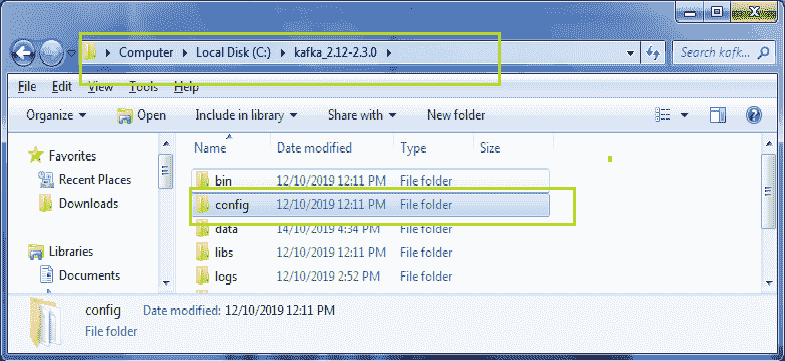 Computer Local Disk (C:) kafka_2.12-2.3.0 Search kafk...
File Edit View Tools Help
Organize Open Include in library Share with New folder
Favorites
Recent Places
Downloads
Libraries
Documents
Name Date modified Type Size
bin 12/10/2019 12:11 PM File folder
config 12/10/2019 12:11 PM File folder
data 14/10/2019 4:34 PM File folder
libs 12/10/2019 12:11 PM File folder
logs 12/10/2019 2:52 PM File folder
config Date modified: 12/10/2019 12:11 PM
File folder